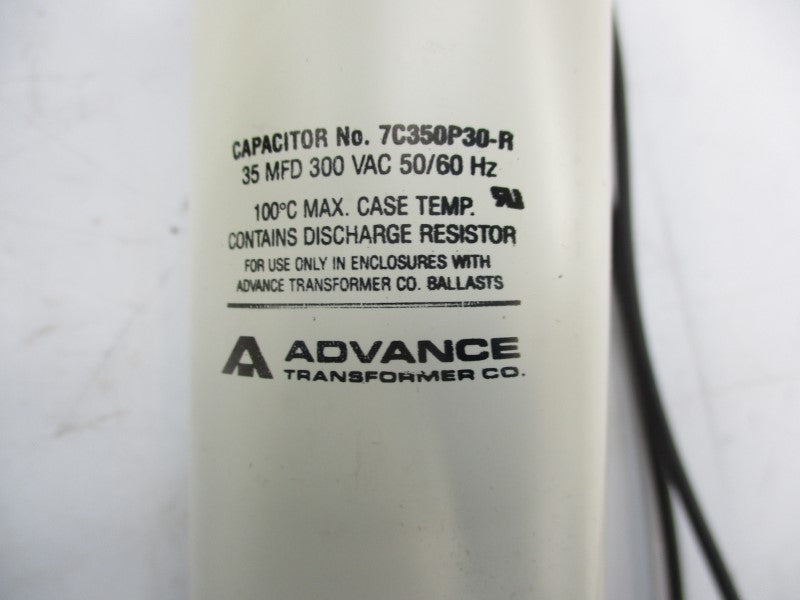 CAPACITOR No. 7C350P30-R
35 MFD 300 VAC 50/60 Hz
100°C MAX. CASE TEMP.
CONTAINS DISCHARGE RESISTOR
FOR USE ONLY IN ENCLOSURES WITH
ADVANCE TRANSFORMER CO. BALLASTS
ADVANCE
TRANSFORMER CO.